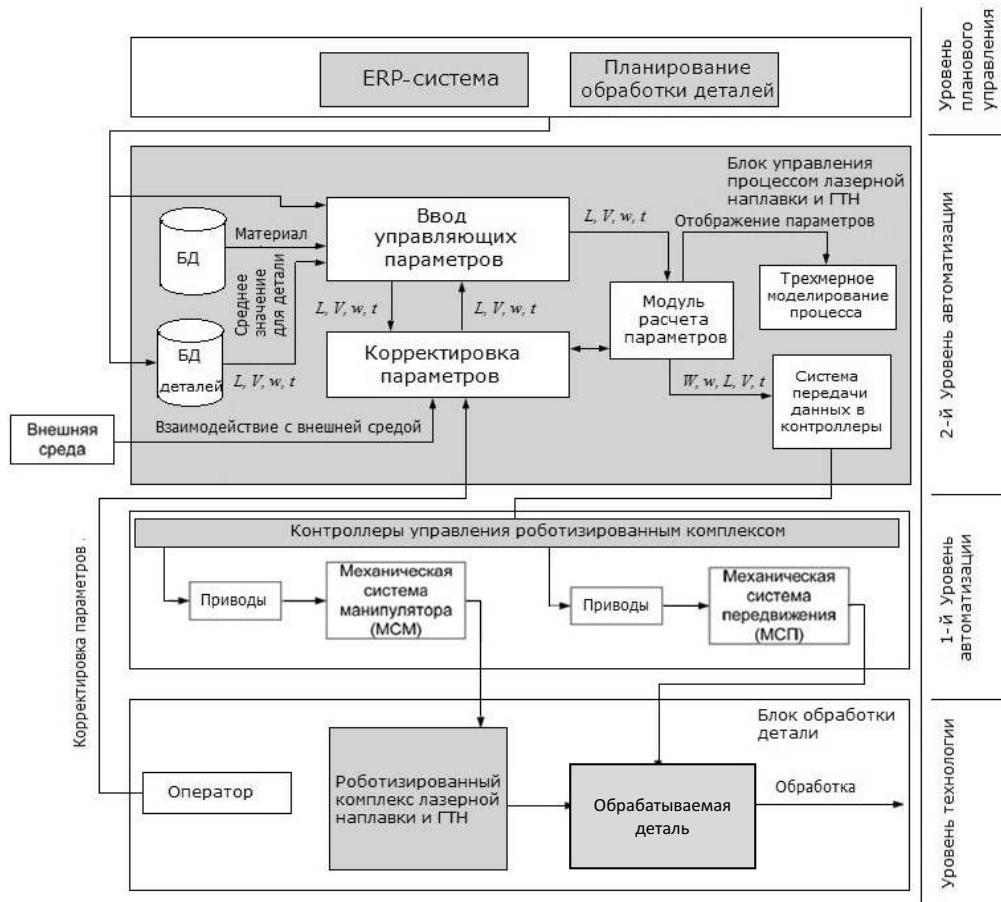 ERP-система
Планирование
обработки деталей
Уровень
планового
управления
Блок управления
процессом лазерной
наплавки и ГТН
Отображение параметров
БД
Материал
Ввод
управляющих
параметров
L, V, w, t
Трехмерное
моделирование
процесса
Среднее
значение
для детали
L, V, w, t
L, V, w, t
Модуль
расчета
параметров
БД
деталей
L, V, w, t
Корректировка
параметров
W, w, L, V, t
Система
передачи
данных в
контроллеры
Внешняя
среда
Взаимодействие с внешней средой
2-й Уровень автоматизации
Контроллеры управления роботизированным комплексом
Приводы
Механическая
система
манипулятора
(МСМ)
Приводы
Механическая
система
передвижения
(МСП)
1-й Уровень
автоматизации
Корректировка параметров .
Блок обработки
детали
Оператор
Роботизированный
комплекс лазерной
наплавки и ГТН
Обрабатываемая
деталь
Обработка
Уровень технологии